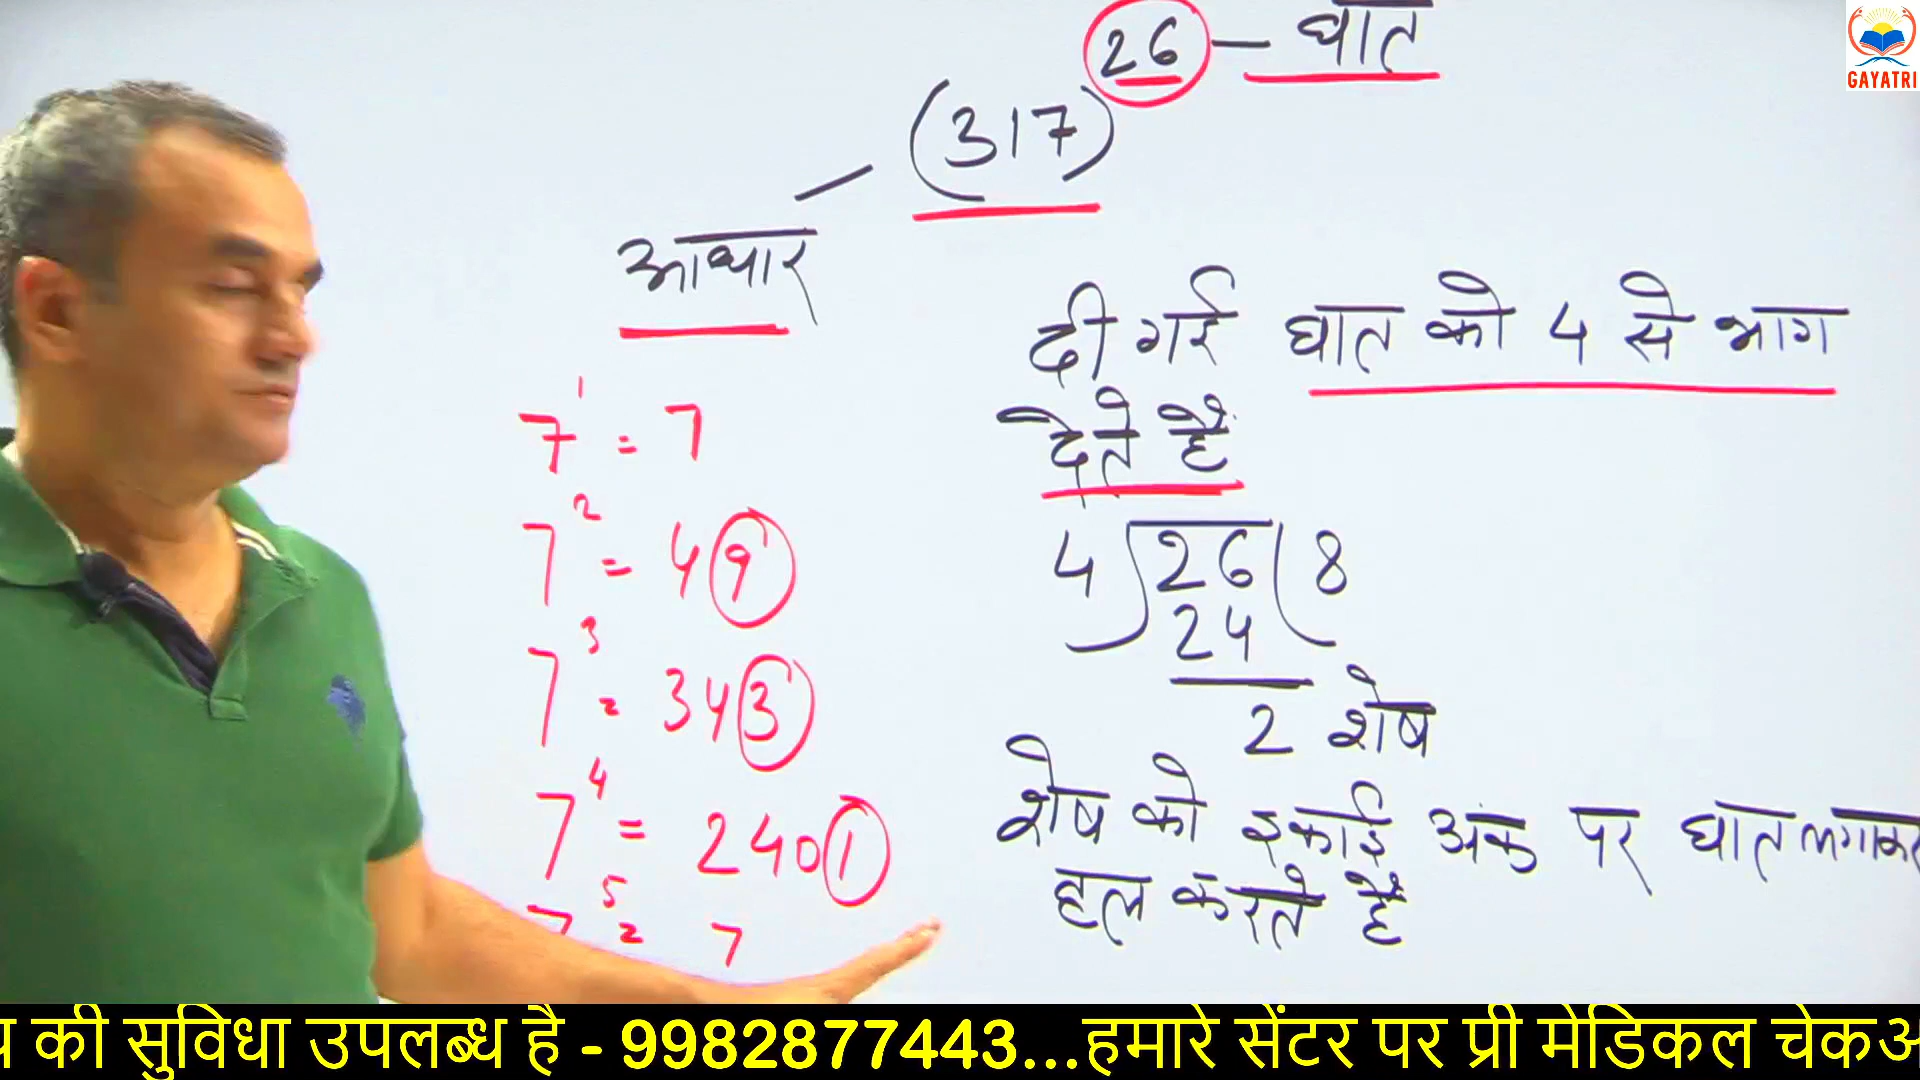 26 — घात
GAYATRI
(317)
आधार
दी गई घात को 4 से भाग
देते हैं
7¹ = 7
7² = 49
7³ = 343
7⁴ = 2401
7⁵ = 7
4) 26 ( 8
24
2 शेष
शेष को इकाई अंक पर घात लगाकर
हल करते हैं
की सुविधा उपलब्ध है - 9982877443...हमारे सेंटर पर प्री मेडिकल